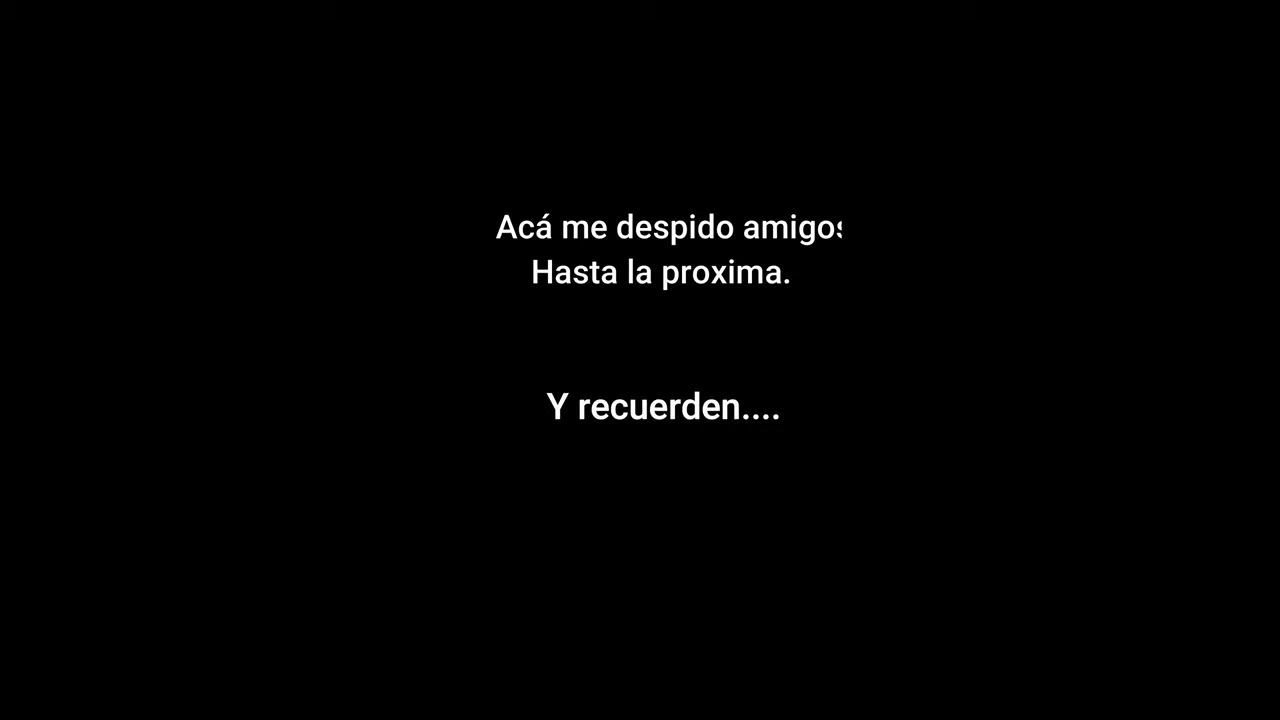 Acá me despido amigos
Hasta la proxima.
Y recuerden....